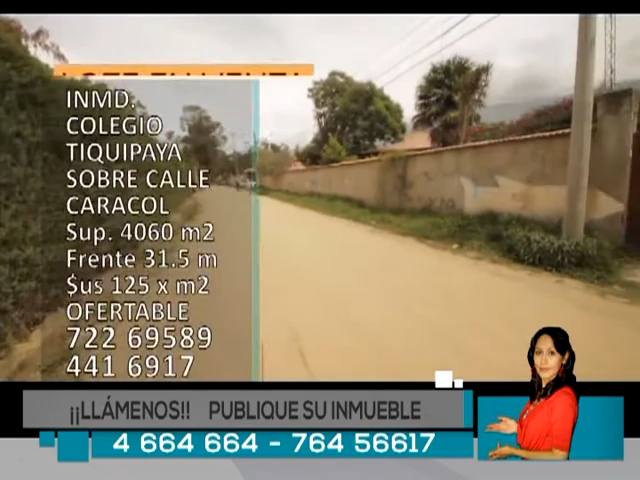 INMD.
COLEGIO
TIQUIPAYA
SOBRE CALLE
CARACOL
Sup. 4060 m2
Frente 31.5 m
$us 125 x m2
OFERTABLE
722 69589
441 6917
¡¡LLÁMENOS!! PUBLIQUE SU INMUEBLE
4 664 664 - 764 56617